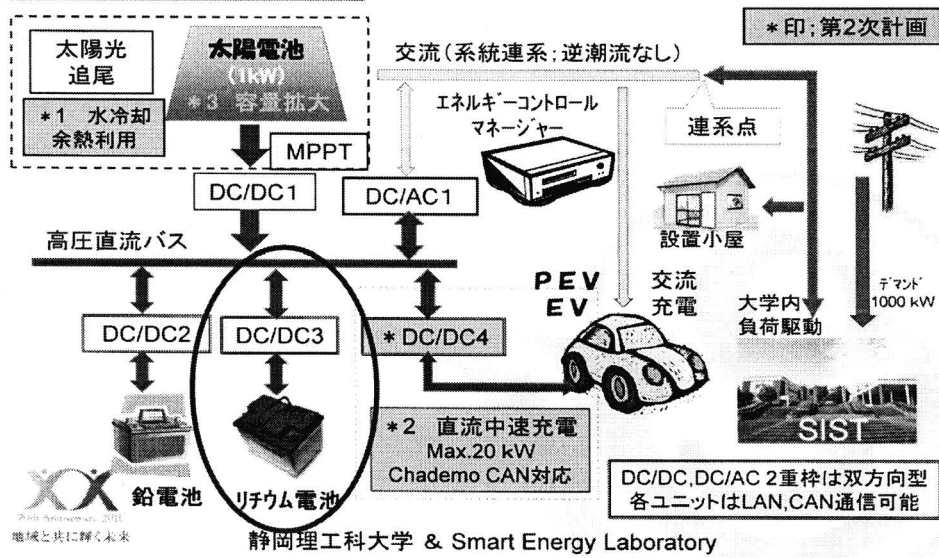 *印;第2次計画
太陽光
追尾
太陽電池
(1kW)
*3 容量拡大
*1 水冷却
余熱利用
MPPT
交流(系統連系;逆潮流なし)
エネルギーコントロール
マネージャー
連系点
DC/DC1
DC/AC1
設置小屋
高圧直流バス
デマンド
1000 kW
PEV
EV
交流
充電
大学内
負荷駆動
DC/DC2
DC/DC3
*DC/DC4
*2 直流中速充電
Max.20 kW
Chademo CAN対応
SIST
鉛電池
リチウム電池
DC/DC,DC/AC 2重枠は双方向型
各ユニットはLAN,CAN通信可能
地域と共に輝く未来
静岡理工科大学 & Smart Energy Laboratory